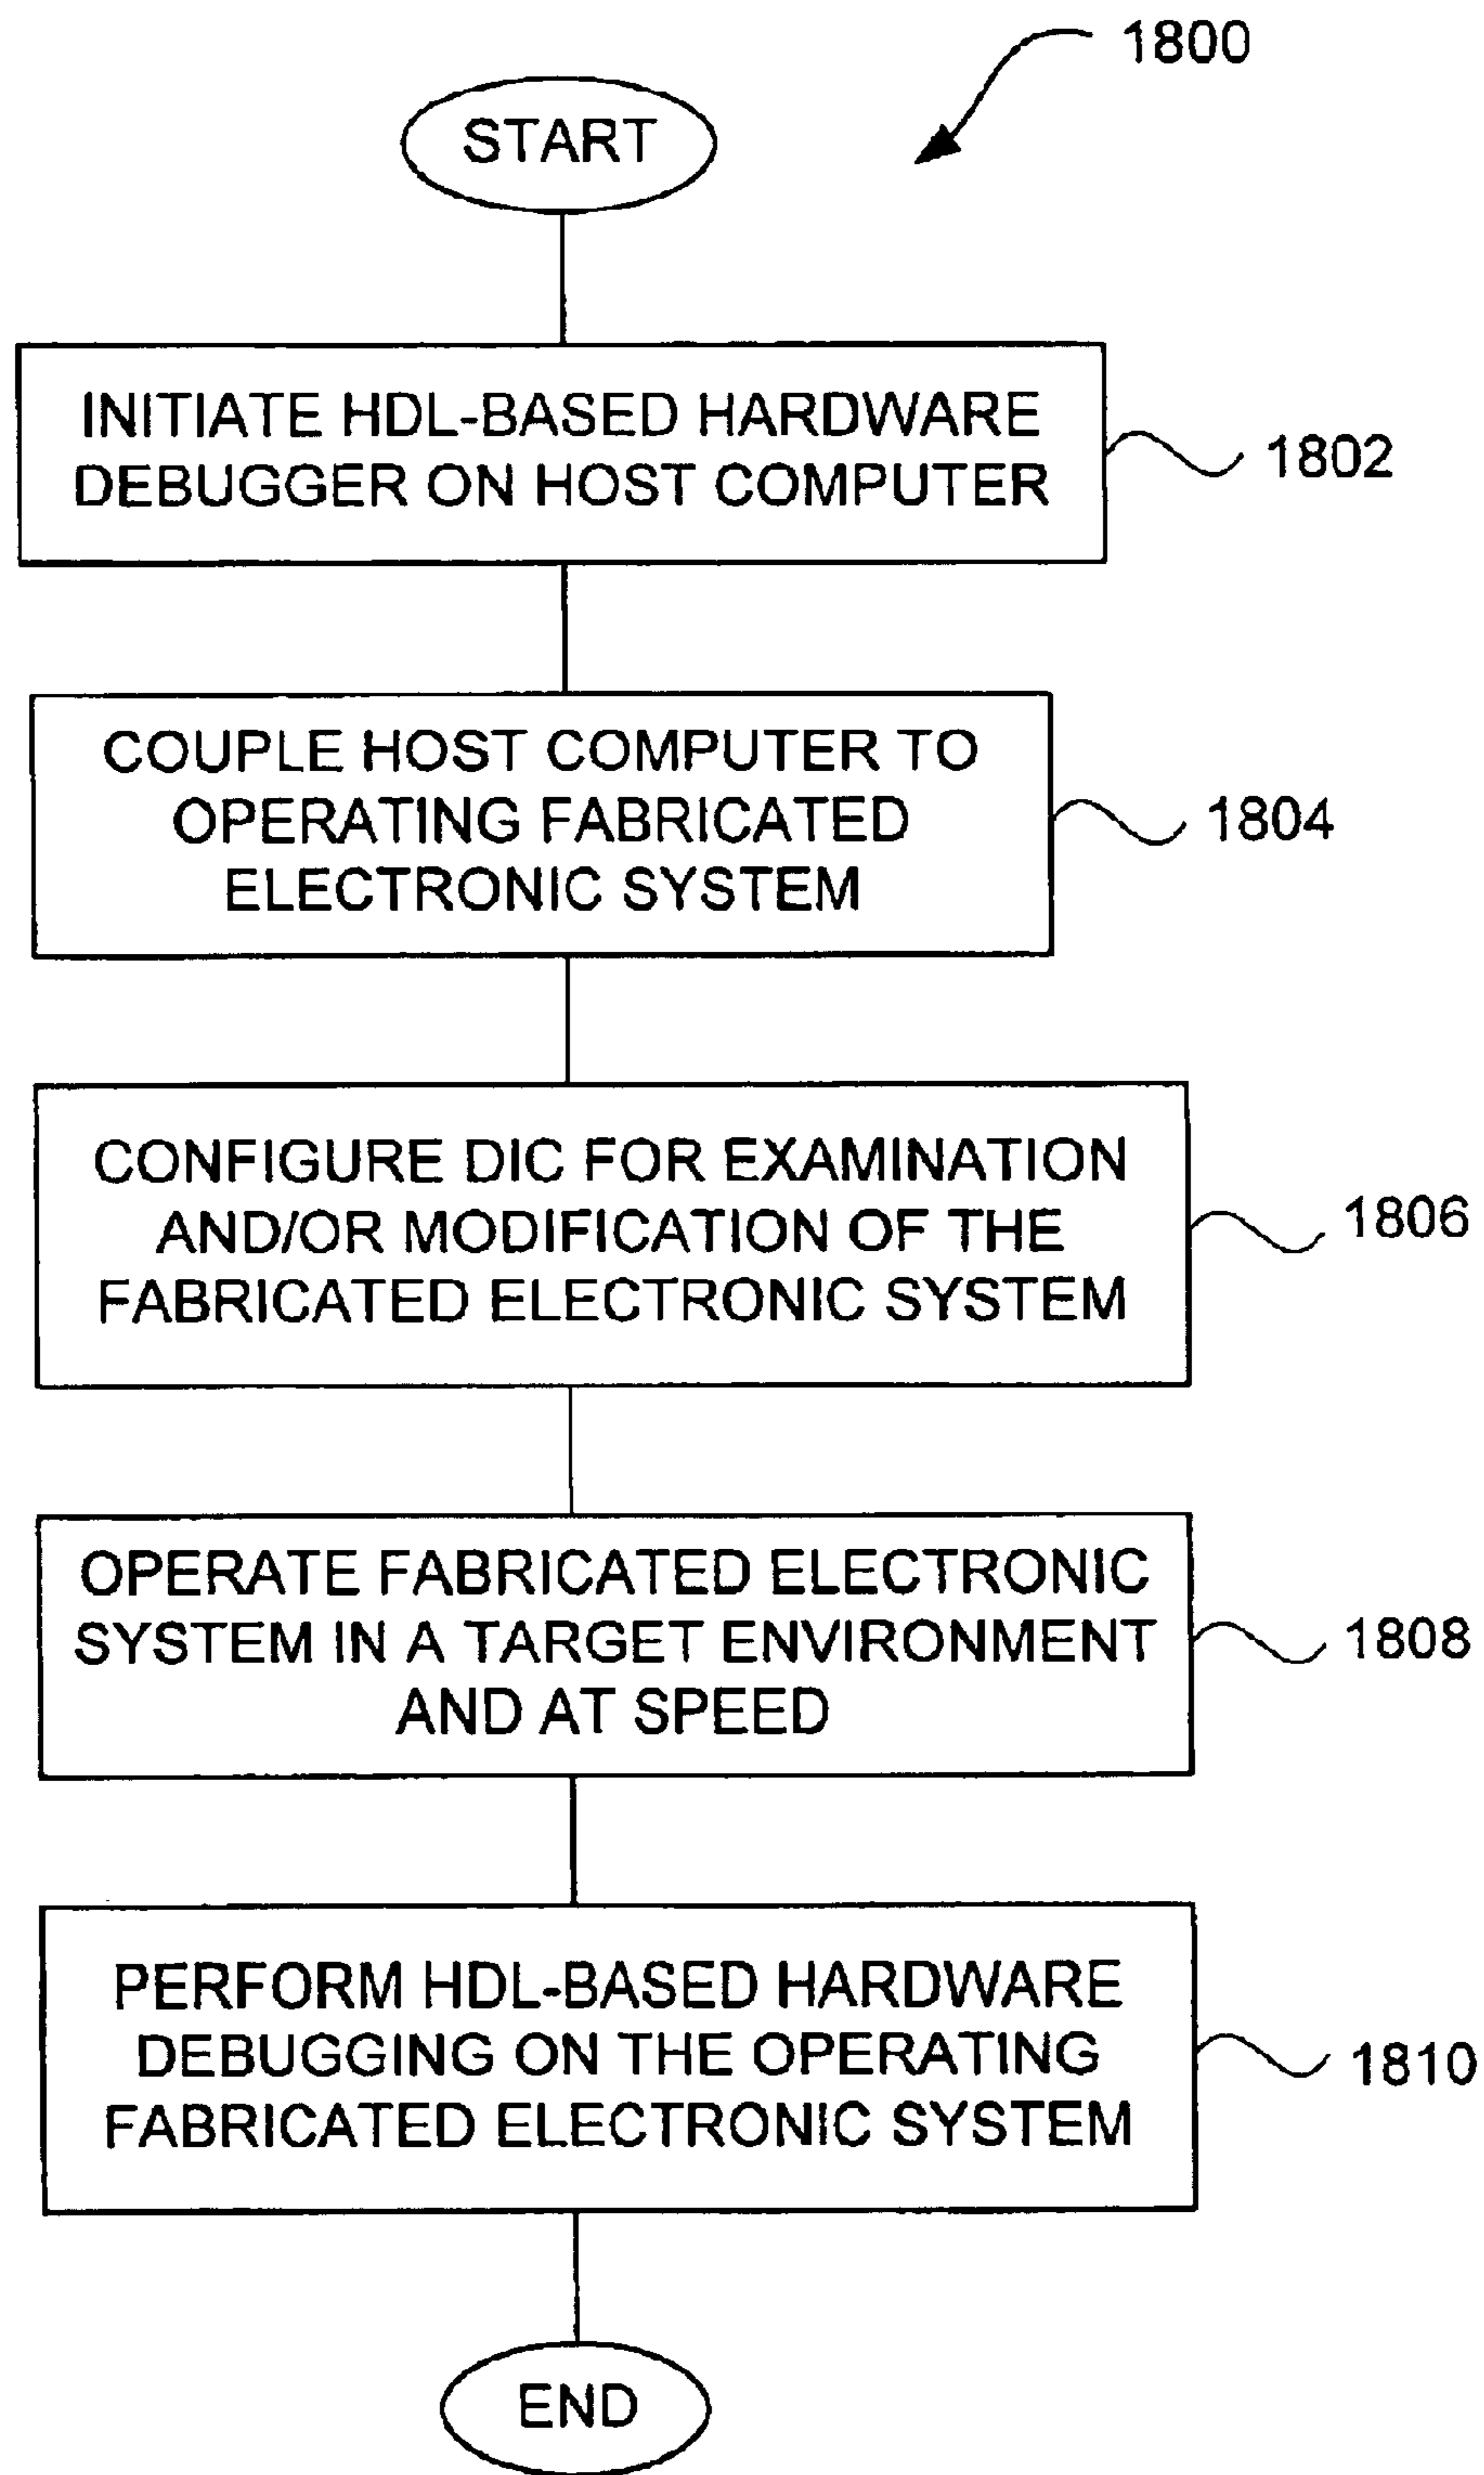 1800
START
INITIATE HDL-BASED HARDWARE
DEBUGGER ON HOST COMPUTER
1802
COUPLE HOST COMPUTER TO
OPERATING FABRICATED
ELECTRONIC SYSTEM
1804
CONFIGURE DIC FOR EXAMINATION
AND/OR MODIFICATION OF THE
FABRICATED ELECTRONIC SYSTEM
1806
OPERATE FABRICATED ELECTRONIC
SYSTEM IN A TARGET ENVIRONMENT
AND AT SPEED
1808
PERFORM HDL-BASED HARDWARE
DEBUGGING ON THE OPERATING
FABRICATED ELECTRONIC SYSTEM
1810
END